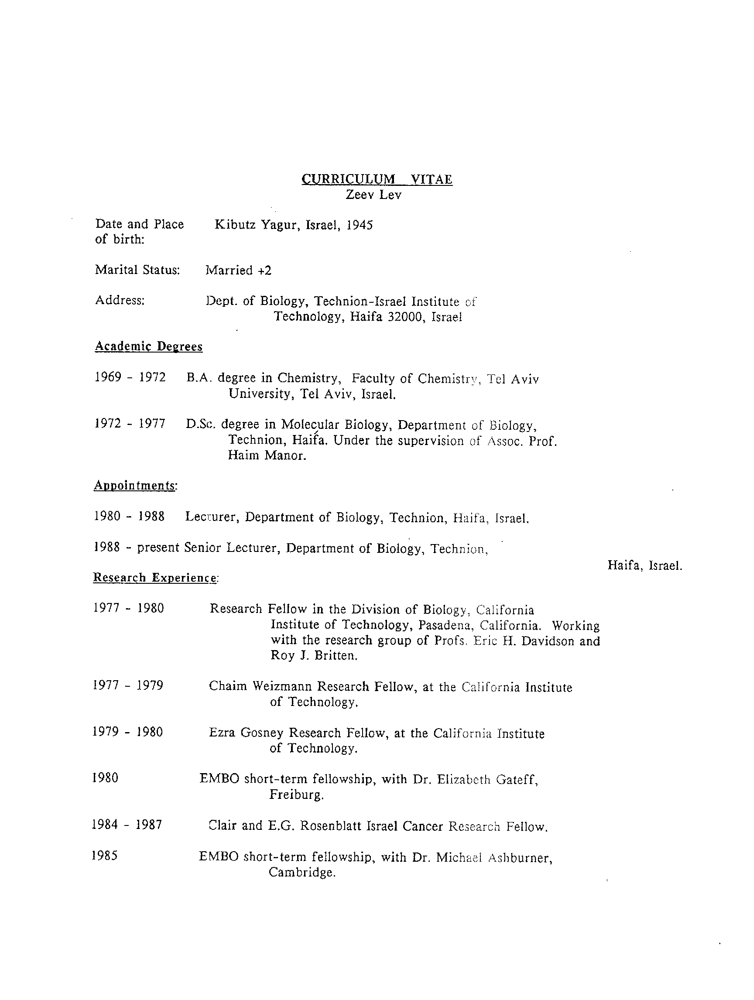 CURRICULUM VITAE
Zeev Lev
Date and Place Kibutz Yagur, Israel, 1945
of birth:
Marital Status: Married +2
Address: Dept. of Biology, Technion-Israel Institute of
Technology, Haifa 32000, Israel
Academic Degrees
1969 - 1972 B.A. degree in Chemistry, Faculty of Chemistry, Tel Aviv
University, Tel Aviv, Israel.
1972 - 1977 D.Sc. degree in Molecular Biology, Department of Biology,
Technion, Haifa. Under the supervision of Assoc. Prof.
Haim Manor.
Appointments:
1980 - 1988 Lecturer, Department of Biology, Technion, Haifa, Israel.
1988 - present Senior Lecturer, Department of Biology, Technion,
Haifa, Israel.
Research Experience:
1977 - 1980 Research Fellow in the Division of Biology, California
Institute of Technology, Pasadena, California. Working
with the research group of Profs. Eric H. Davidson and
Roy J. Britten.
1977 - 1979 Chaim Weizmann Research Fellow, at the California Institute
of Technology.
1979 - 1980 Ezra Gosney Research Fellow, at the California Institute
of Technology.
1980 EMBO short-term fellowship, with Dr. Elizabeth Gateff,
Freiburg.
1984 - 1987 Clair and E.G. Rosenblatt Israel Cancer Research Fellow.
1985 EMBO short-term fellowship, with Dr. Michael Ashburner,
Cambridge.